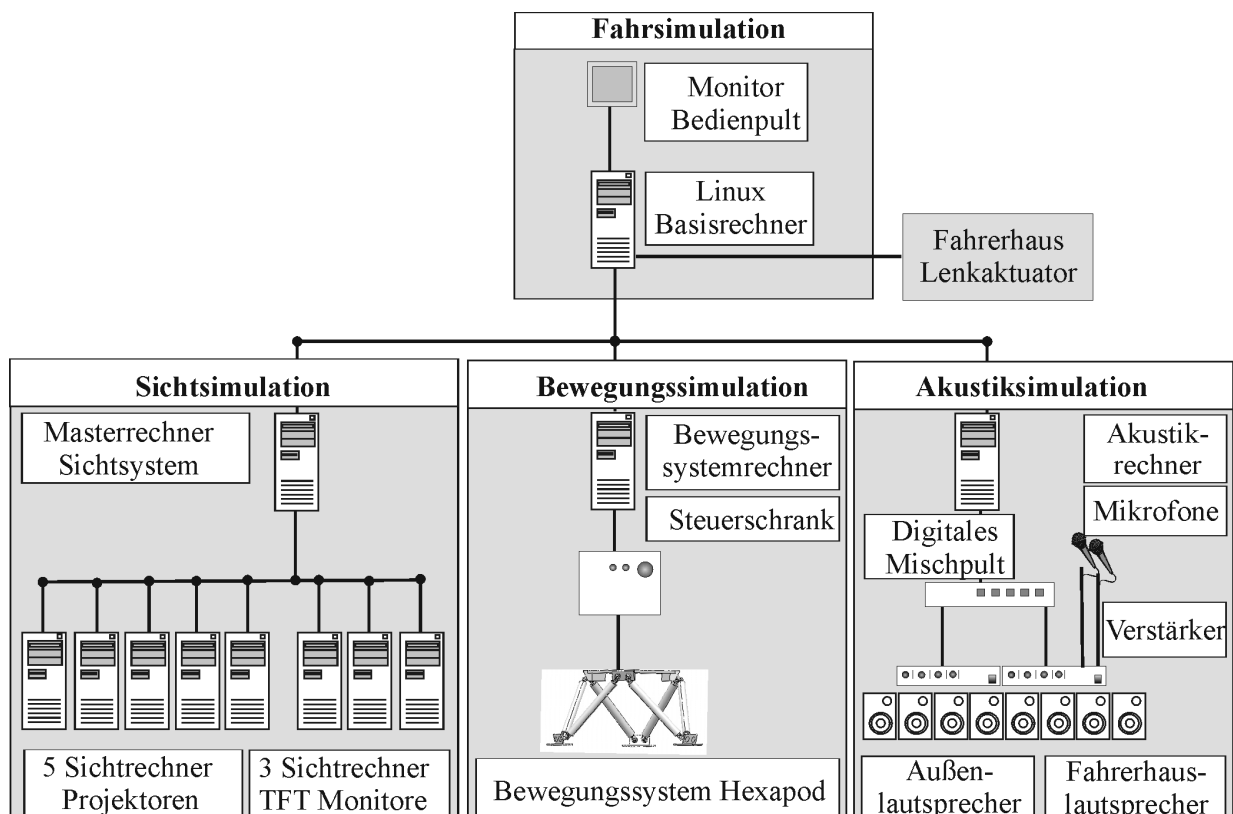 Fahrsimulation
Monitor
Bedienpult
Linux
Basisrechner
Fahrerhaus
Lenkaktuator
Sichtsimulation
Masterrechner
Sichtsystem
5 Sichtrechner
Projektoren
3 Sichtrechner
TFT Monitore
Bewegungssimulation
Bewegungs-
systemrechner
Steuerschrank
Bewegungssystem Hexapod
Akustiksimulation
Akustik-
rechner
Mikrofone
Digitales
Mischpult
Verstärker
Außen-
lautsprecher
Fahrerhaus-
lautsprecher